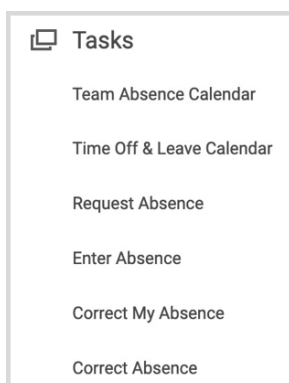 Tasks
Team Absence Calendar
Time Off & Leave Calendar
Request Absence
Enter Absence
Correct My Absence
Correct Absence